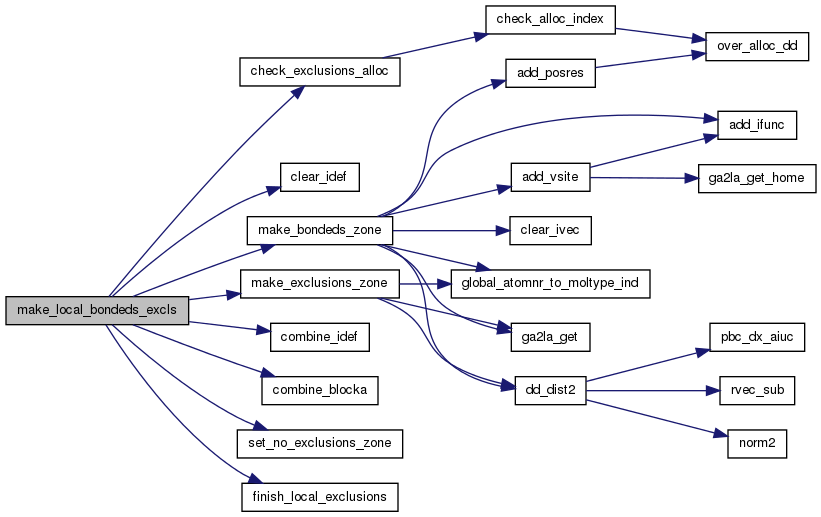 check_alloc_index
over_alloc_dd
check_exclusions_alloc
add_posres
add_ifunc
clear_idef
add_vsite
ga2la_get_home
make_bondeds_zone
clear_ivec
make_exclusions_zone
global_atomnr_to_moltype_ind
make_local_bondeds_excls
combine_idef
ga2la_get
pbc_dx_aiuc
combine_blocka
dd_dist2
rvec_sub
set_no_exclusions_zone
norm2
finish_local_exclusions